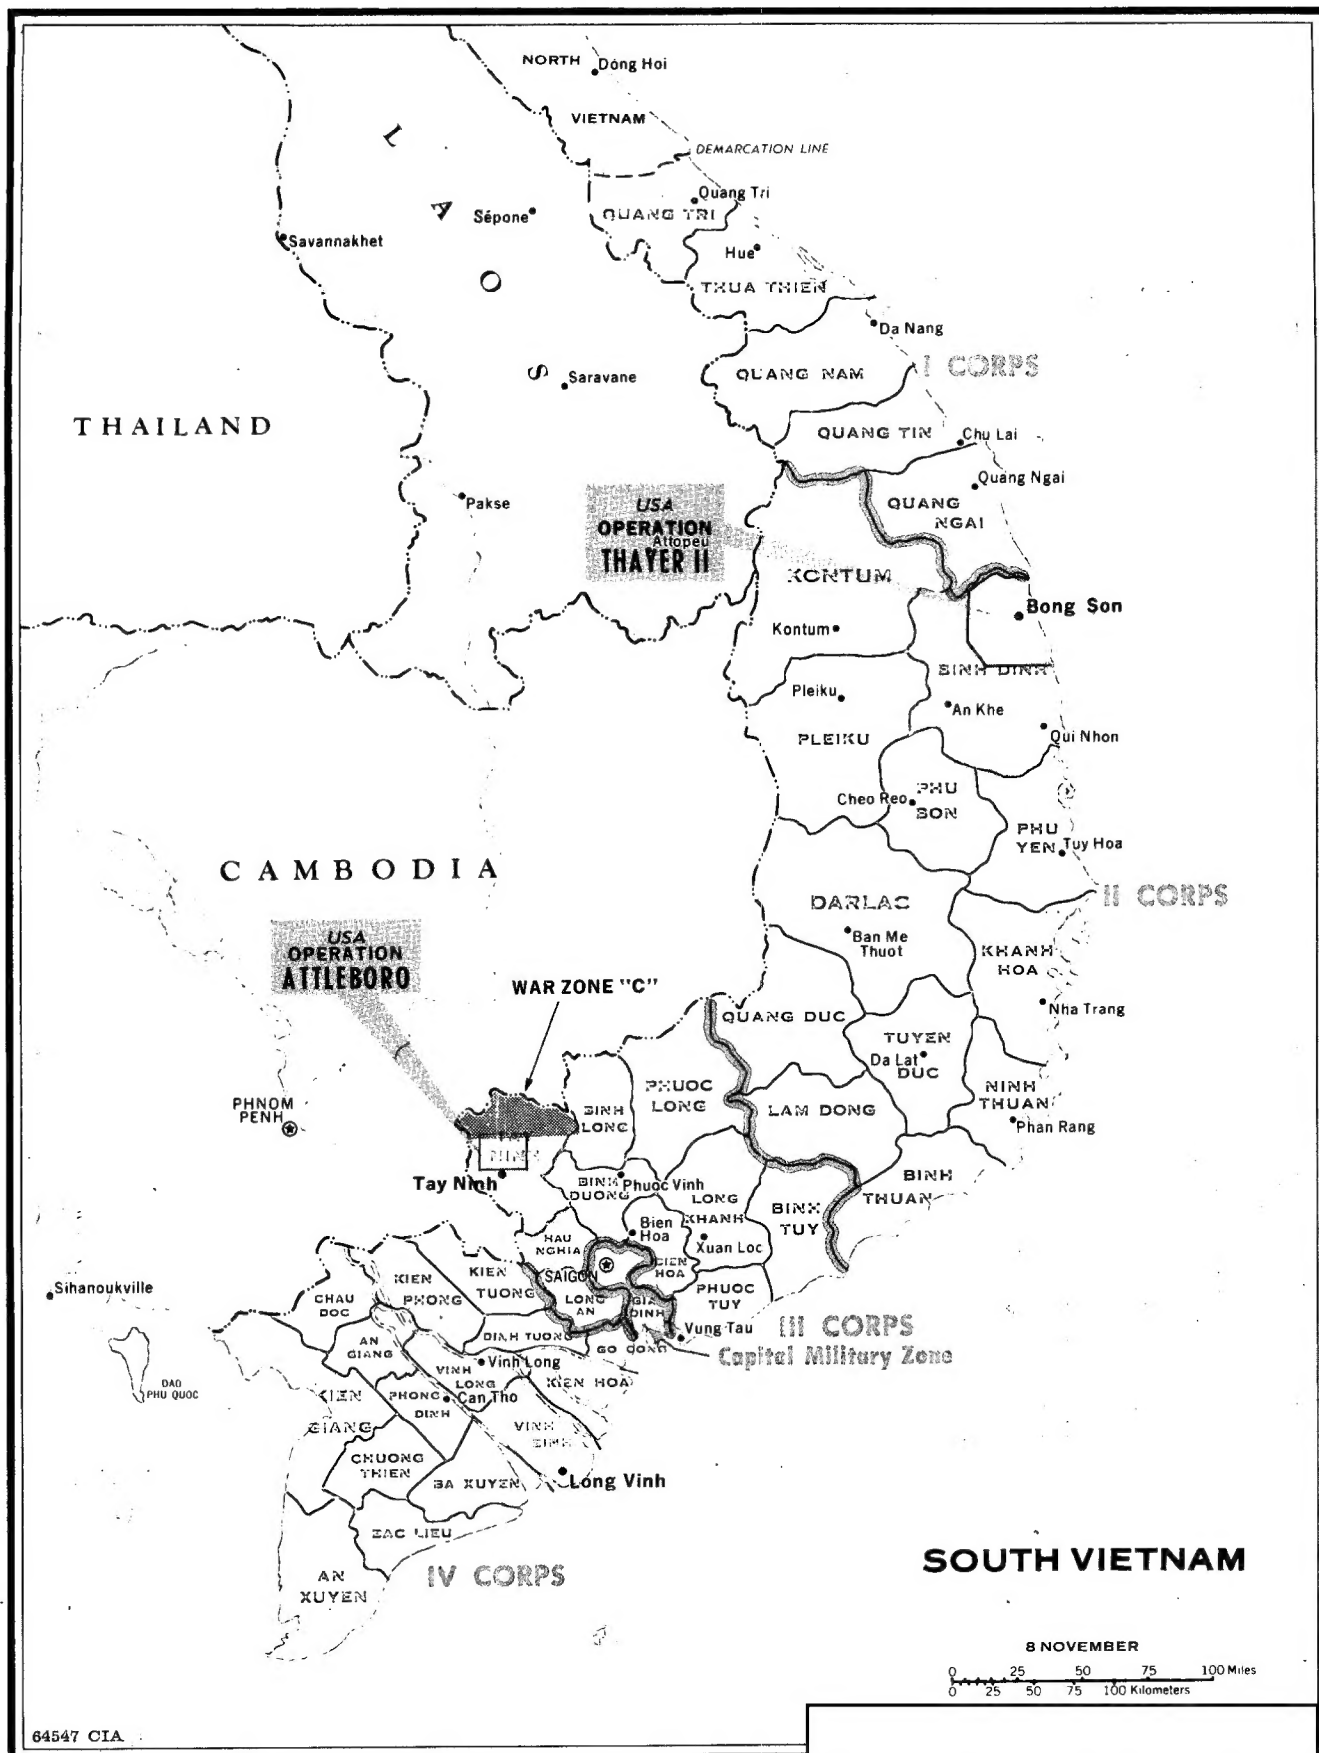 NORTH
Dong Hoi
VIETNAM
DEMARCATION LINE
L A O S
Sépone
Quang Tri
QUANG TRI
Savannakhet
Hue
THUA THIEN
Da Nang
I CORPS
QUANG NAM
Saravane
THAILAND
QUANG TIN
Chu Lai
Quang Ngai
Pakse
QUANG
NGAI
USA
OPERATION
Attopeu
THAYER II
KONTUM
Bong Son
Kontum
BINH DINH
Pleiku
An Khe
PLEIKU
Qui Nhon
Cheo Reo
PHU
BON
PHU
YEN
Tuy Hoa
CAMBODIA
II CORPS
DARLAC
Ban Me
Thuot
USA
OPERATION
ATTLEBORO
KHANH
HOA
WAR ZONE "C"
Nha Trang
QUANG DUC
TUYEN
Da Lat
DUC
PHUOC
LONG
NINH
THUAN
LAM DONG
PHNOM
PENH
BINH
LONG
Phan Rang
NINH
Tay Ninh
BINH
DUONG
Phuoc Vinh
BINH
THUAN
LONG
KHANH
BINH
TUY
Bien
Hoa
Xuan Loc
HAU
NGHIA
BIEN
HOA
SAIGON
KIEN
TUONG
KIEN
PHONG
PHUOC
TUY
Sihanoukville
CHAU
DOC
LONG
AN
GIA
DINH
Vung Tau
III CORPS
Capital Military Zone
DINH TUONG
GO CONG
AN
GIANG
VINH
LONG
Vinh Long
KIEN HOA
DAO
PHU QUOC
KIEN
GIANG
PHONG
DINH
Can Tho
VINH
BINH
CHUONG
THIEN
BA XUYEN
Long Vinh
BAC LIEU
AN
XUYEN
IV CORPS
SOUTH VIETNAM
8 NOVEMBER
0 25 50 75 100 Miles
0 25 50 75 100 Kilometers
64547 CIA